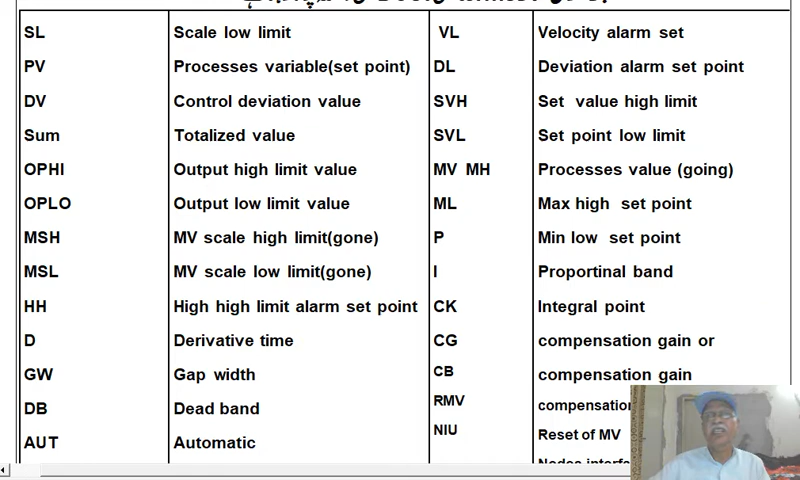 SL Scale low limit VL Velocity alarm set
PV Processes variable(set point) DL Deviation alarm set point
DV Control deviation value SVH Set value high limit
Sum Totalized value SVL Set point low limit
OPHI Output high limit value MV MH Processes value (going)
OPLO Output low limit value ML Max high set point
MSH MV scale high limit(gone) P Min low set point
MSL MV scale low limit(gone) I Proportinal band
HH High high limit alarm set point CK Integral point
D Derivative time CG compensation gain or
GW Gap width CB compensation gain
DB Dead band RMV compensation
AUT Automatic NIU Reset of MV
Nodes